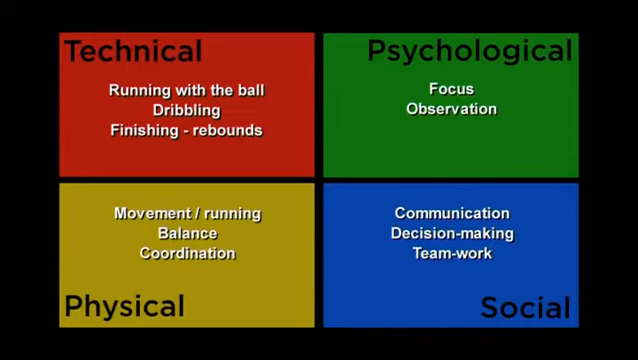 Technical
Running with the ball
Dribbling
Finishing - rebounds
Psychological
Focus
Observation
Movement / running
Balance
Coordination
Physical
Communication
Decision-making
Team-work
Social